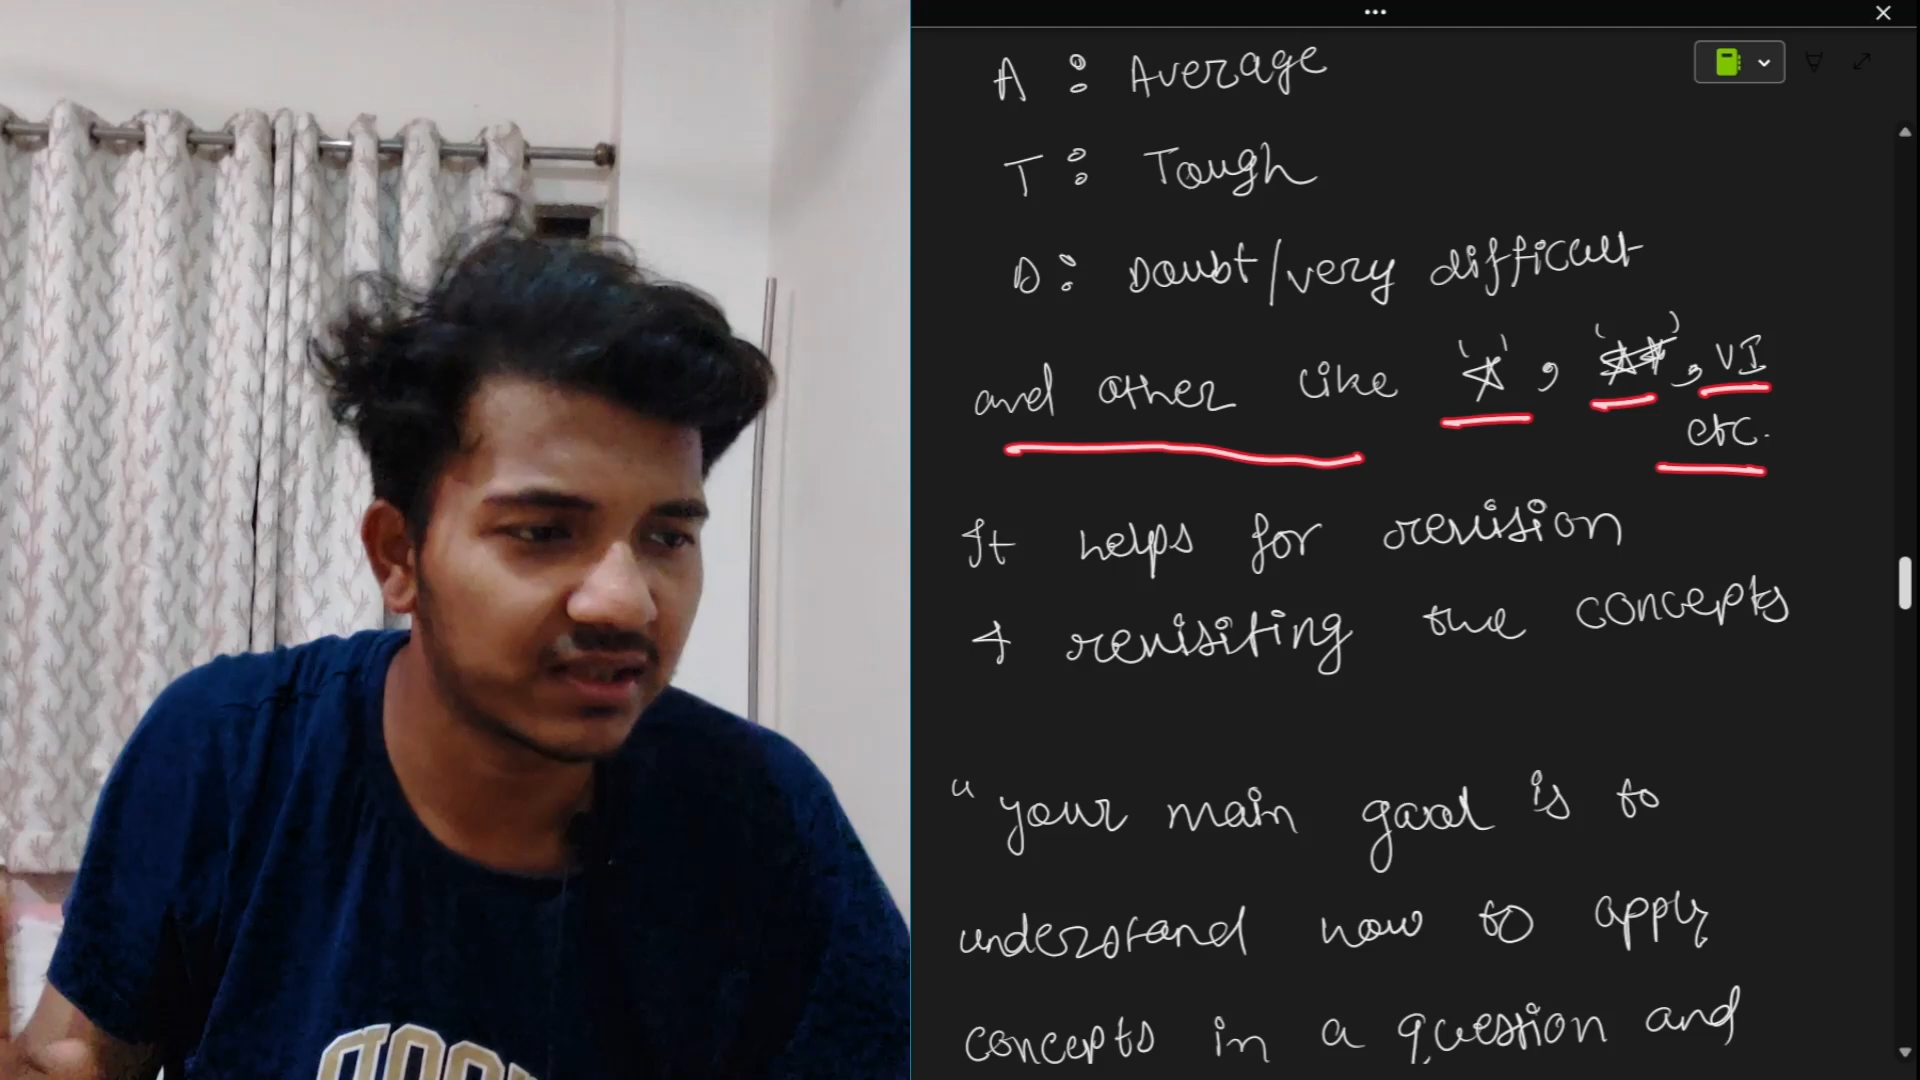 A : Average
T : Tough
D : Doubt/very difficult
and other like '☆', '☆☆', VI
etc.
It helps for revision
& revisiting the concepts
"your main goal is to
understand how to apply
concepts in a question and